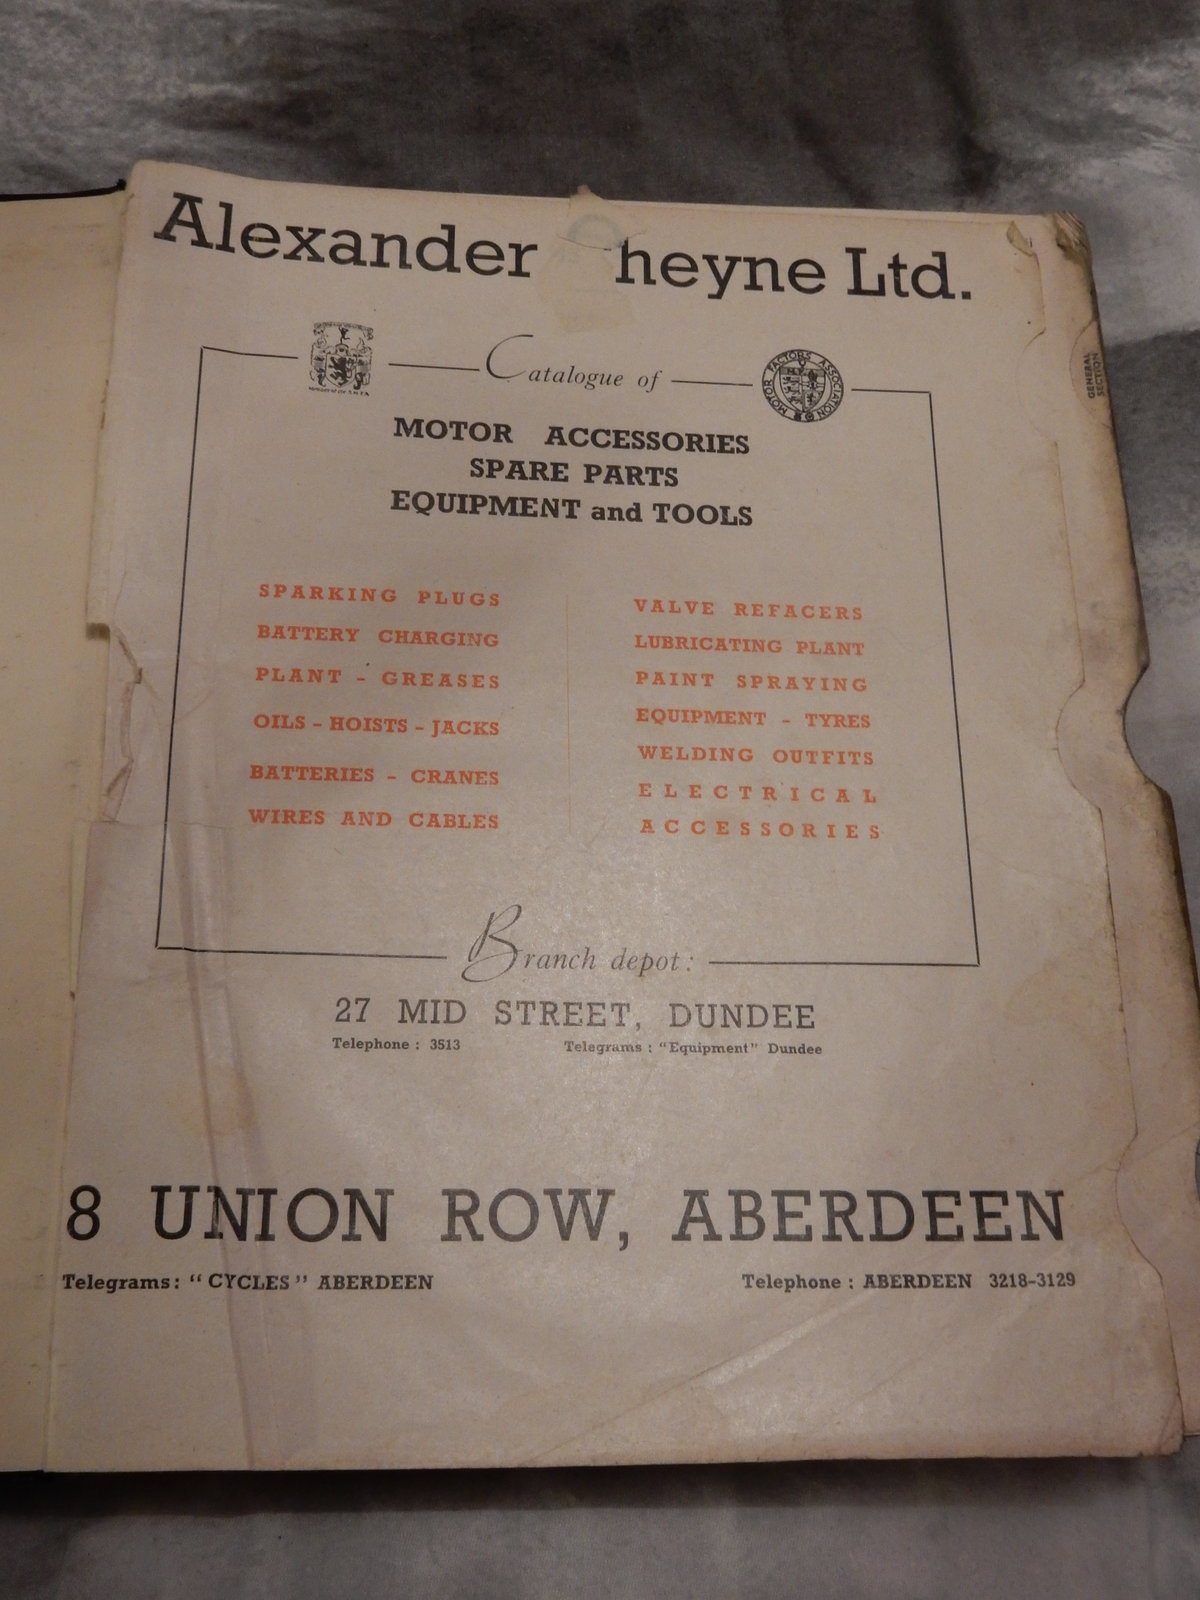 Alexander heyne Ltd.
Catalogue of
MOTOR FACTORS ASSOCIATION
GENERAL SECTION
MOTOR ACCESSORIES
SPARE PARTS
EQUIPMENT and TOOLS
SPARKING PLUGS
BATTERY CHARGING
PLANT - GREASES
OILS - HOISTS - JACKS
BATTERIES - CRANES
WIRES AND CABLES
VALVE REFACERS
LUBRICATING PLANT
PAINT SPRAYING
EQUIPMENT - TYRES
WELDING OUTFITS
ELECTRICAL
ACCESSORIES
Branch depot:
27 MID STREET, DUNDEE
Telephone : 3513 Telegrams : "Equipment" Dundee
8 UNION ROW, ABERDEEN
Telegrams: "CYCLES" ABERDEEN Telephone : ABERDEEN 3218-3129